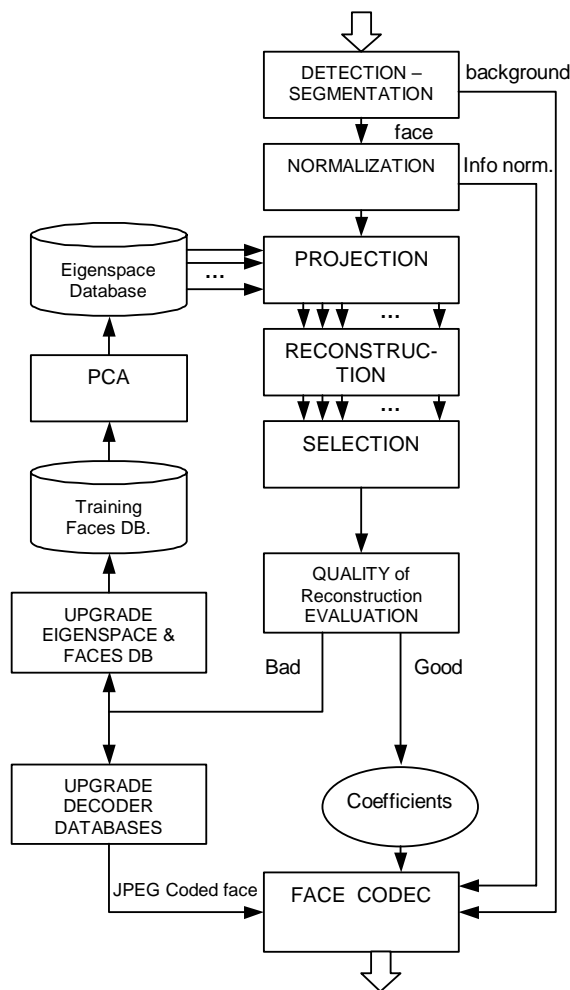 DETECTION –
SEGMENTATION
background
face
NORMALIZATION
Info norm.
Eigenspace
Database
...
PROJECTION
...
PCA
RECONSTRUC-
TION
...
SELECTION
Training
Faces DB.
QUALITY of
Reconstruction
EVALUATION
UPGRADE
EIGENSPACE &
FACES DB
Bad
Good
UPGRADE
DECODER
DATABASES
Coefficients
JPEG Coded face
FACE CODEC